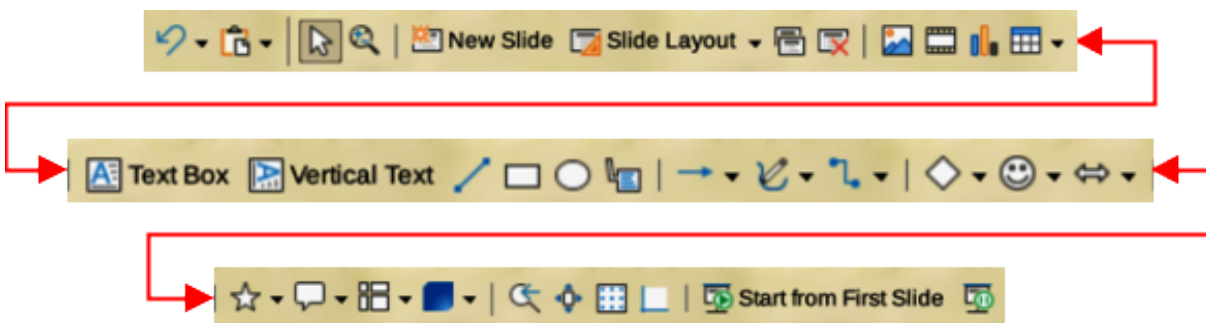 New Slide Slide Layout
Text Box Vertical Text
Start from First Slide